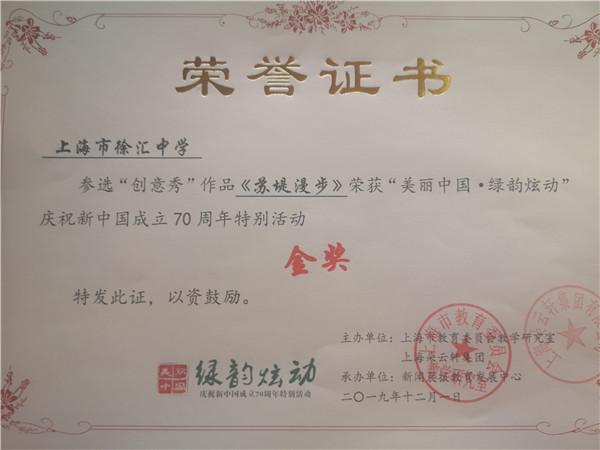 荣誉证书
上海市徐汇中学
参选“创意秀”作品《苏堤漫步》荣获“美丽中国·绿韵炫动”
庆祝新中国成立70周年特别活动
金奖
特发此证，以资鼓励。
主办单位：上海市教育委员会教学研究室
上海朵云轩集团
承办单位：新闻晨报教育发展中心
二〇一九年十二月一日
美丽中国
绿韵炫动
庆祝新中国成立70周年特别活动